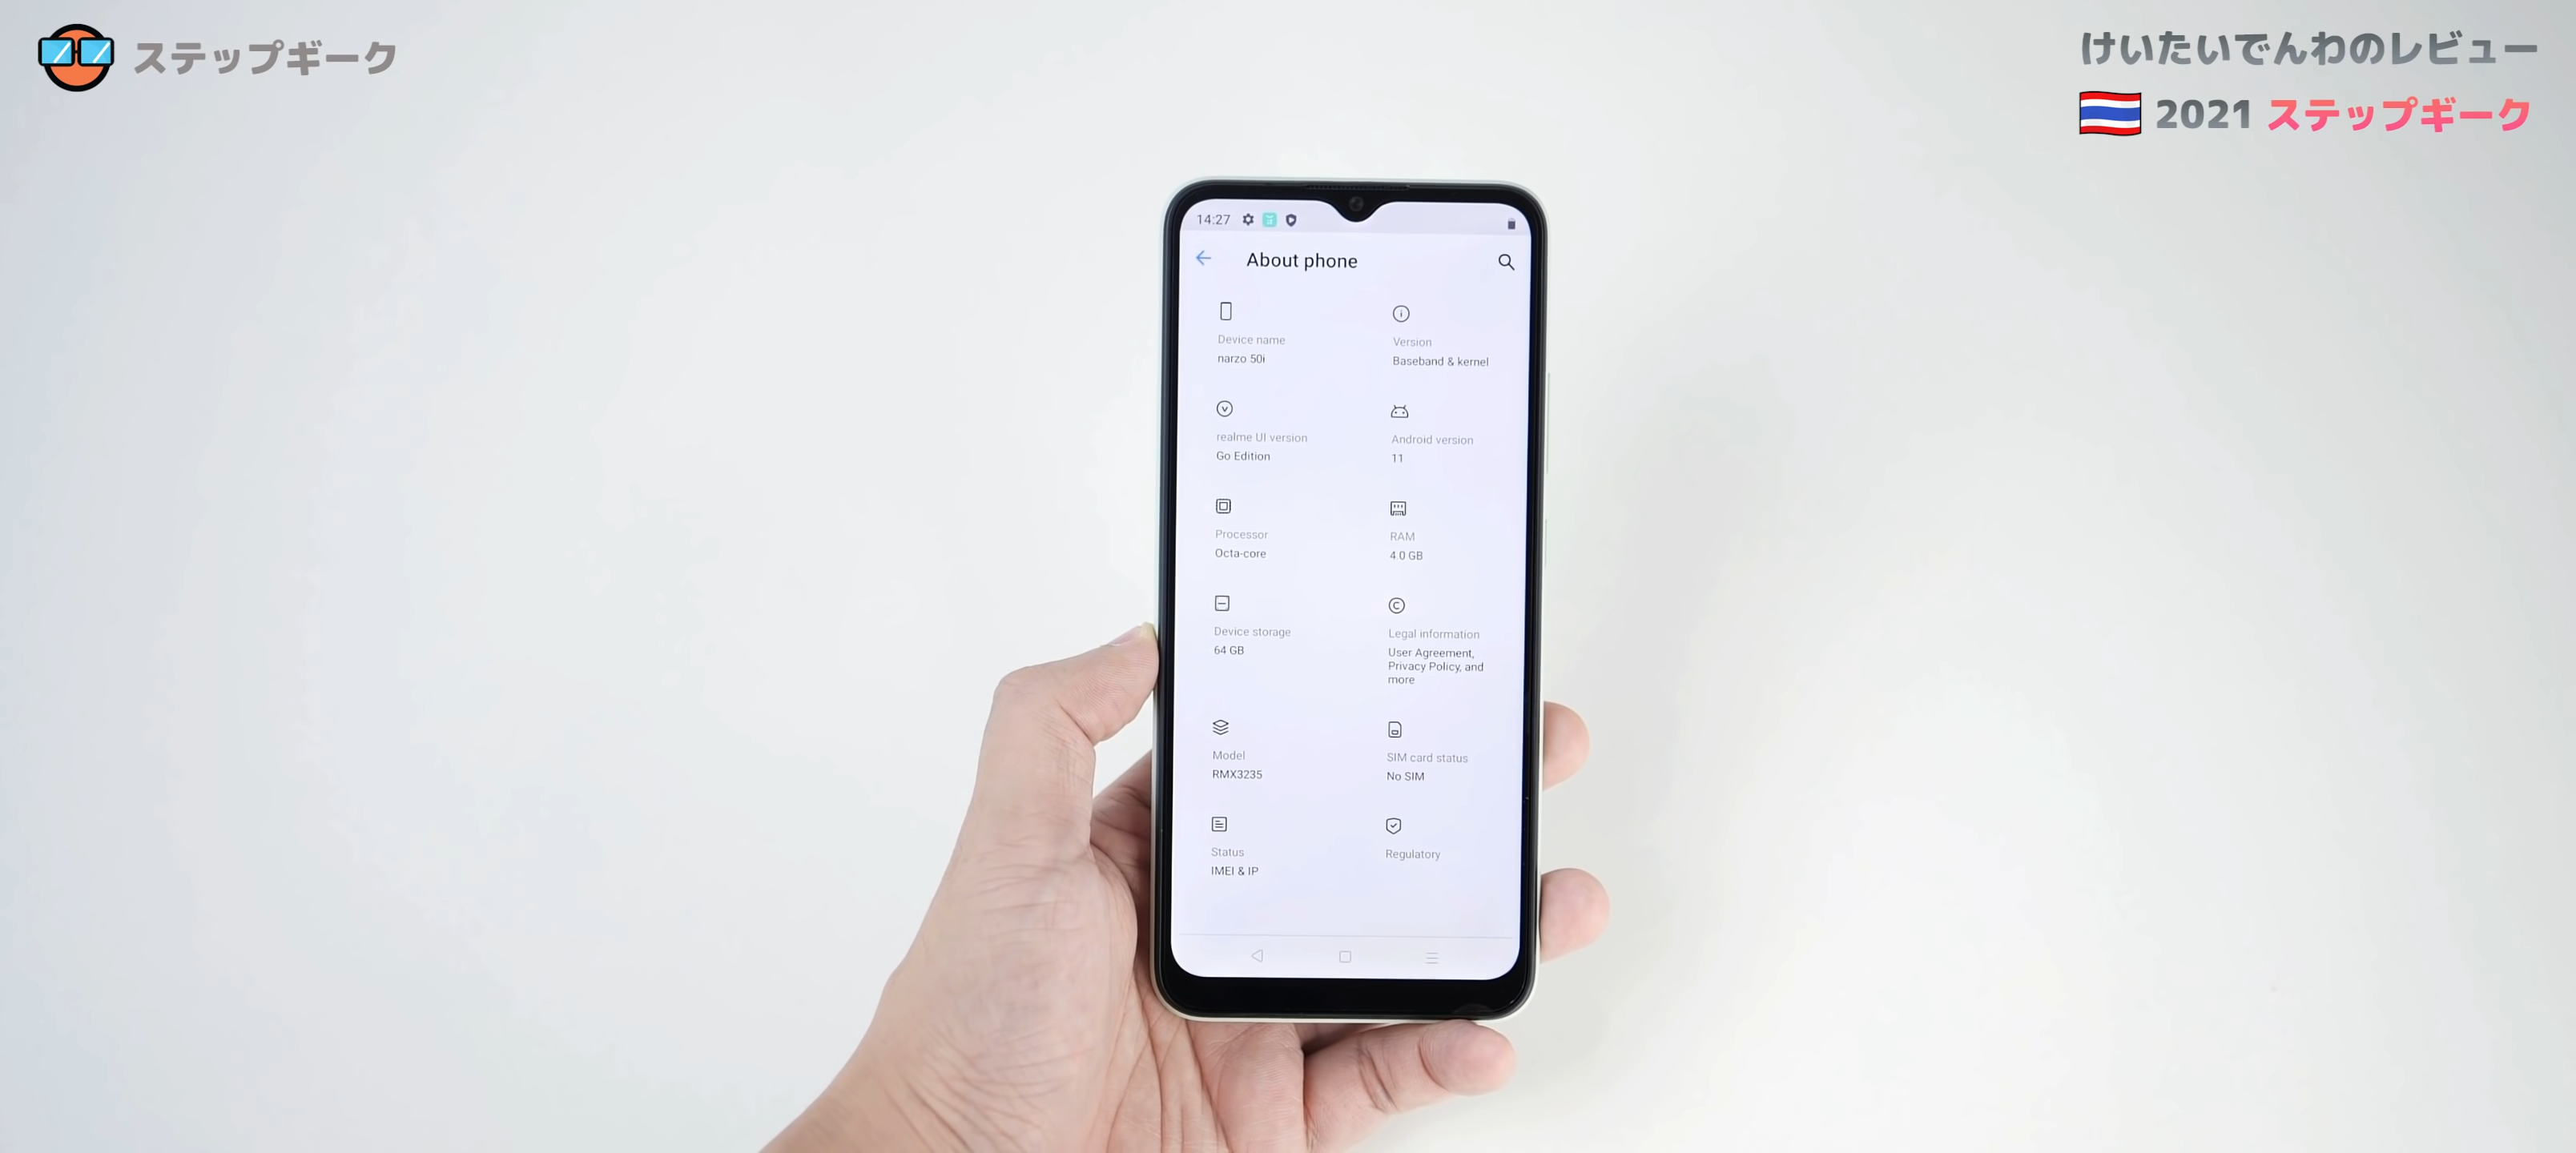 ステップギーク
けいたいでんわのレビュー
2021 ステップギーク
14:27
About phone
Device name
narzo 50i
Version
Baseband & kernel
realme UI version
Go Edition
Android version
11
Processor
Octa-core
RAM
4.0 GB
Device storage
64 GB
Legal information
User Agreement,
Privacy Policy, and
more
Model
RMX3235
SIM card status
No SIM
Status
IMEI & IP
Regulatory